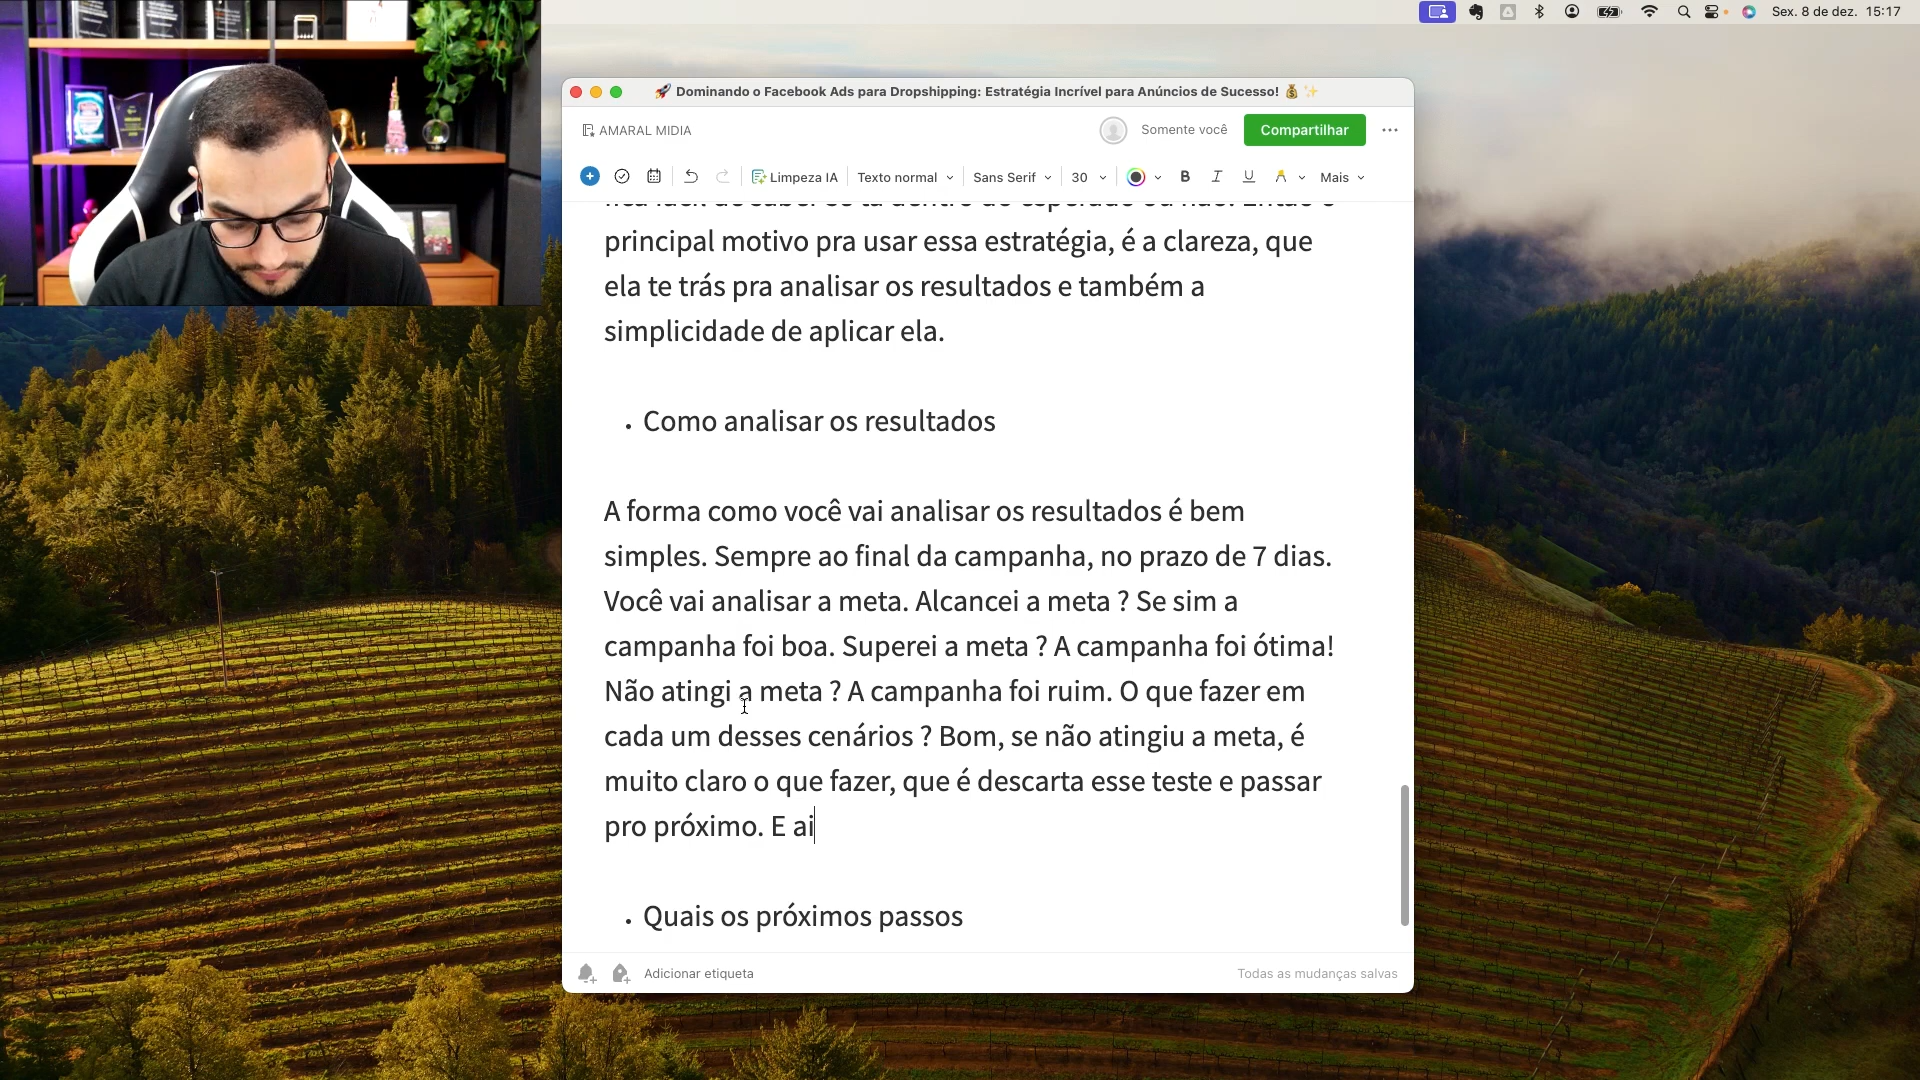 Sex. 8 de dez. 15:17
🚀 Dominando o Facebook Ads para Dropshipping: Estratégia Incrível para Anúncios de Sucesso! 💰 ✨
AMARAL MIDIA
Somente você
Compartilhar
Limpeza IA
Texto normal
Sans Serif
30
B
I
U
A
Mais
principal motivo pra usar essa estratégia, é a clareza, que
ela te trás pra analisar os resultados e também a
simplicidade de aplicar ela.
• Como analisar os resultados
A forma como você vai analisar os resultados é bem
simples. Sempre ao final da campanha, no prazo de 7 dias.
Você vai analisar a meta. Alcancei a meta ? Se sim a
campanha foi boa. Superei a meta ? A campanha foi ótima!
Não atingi a meta ? A campanha foi ruim. O que fazer em
cada um desses cenários ? Bom, se não atingiu a meta, é
muito claro o que fazer, que é descarta esse teste e passar
pro próximo. E ai
• Quais os próximos passos
Adicionar etiqueta
Todas as mudanças salvas